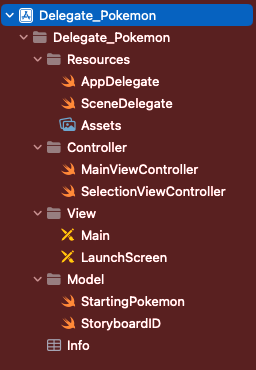 Delegate_Pokemon
Delegate_Pokemon
Resources
AppDelegate
SceneDelegate
Assets
Controller
MainViewController
SelectionViewController
View
Main
LaunchScreen
Model
StartingPokemon
StoryboardID
Info